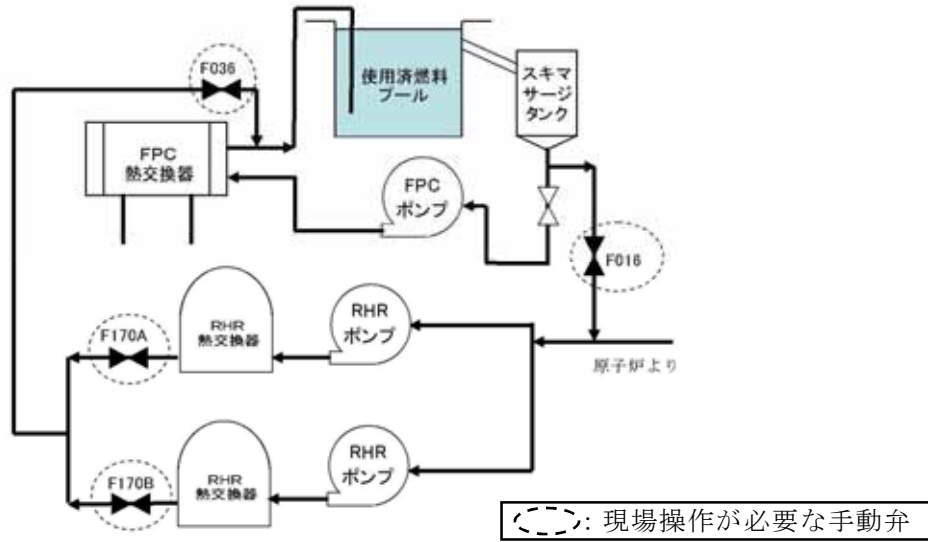 F036
使用済燃料
プール
スキマ
サージ
タンク
FPC
熱交換器
FPC
ポンプ
F016
F170A
RHR
熱交換器
RHR
ポンプ
原子炉より
F170B
RHR
熱交換器
RHR
ポンプ
: 現場操作が必要な手動弁